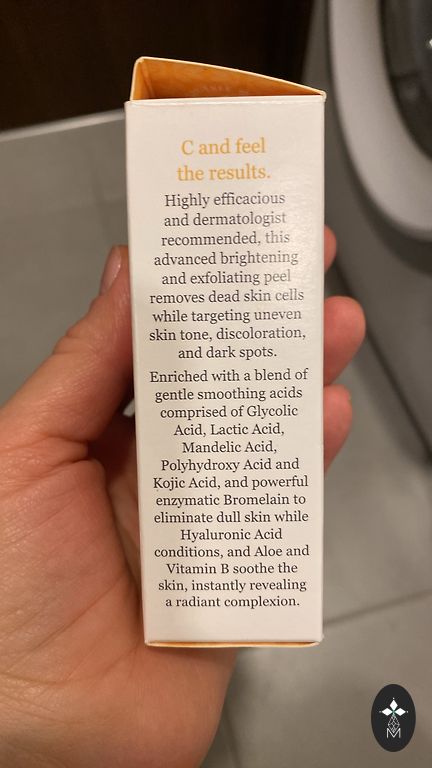 C and feel
the results.
Highly efficacious
and dermatologist
recommended, this
advanced brightening
and exfoliating peel
removes dead skin cells
while targeting uneven
skin tone, discoloration,
and dark spots.
Enriched with a blend of
gentle smoothing acids
comprised of Glycolic
Acid, Lactic Acid,
Mandelic Acid,
Polyhydroxy Acid and
Kojic Acid, and powerful
enzymatic Bromelain to
eliminate dull skin while
Hyaluronic Acid
conditions, and Aloe and
Vitamin B soothe the
skin, instantly revealing
a radiant complexion.
M